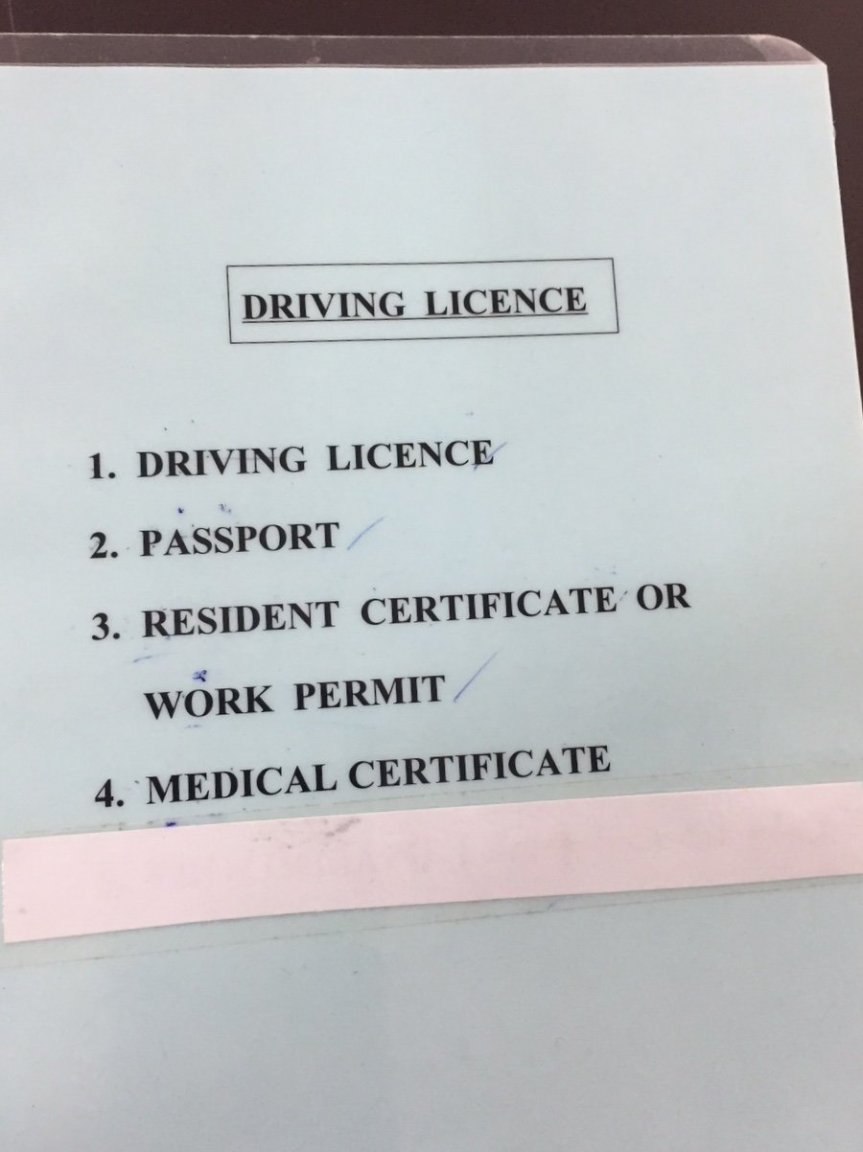 DRIVING LICENCE
1. DRIVING LICENCE
2. PASSPORT
3. RESIDENT CERTIFICATE OR
WORK PERMIT
4. MEDICAL CERTIFICATE